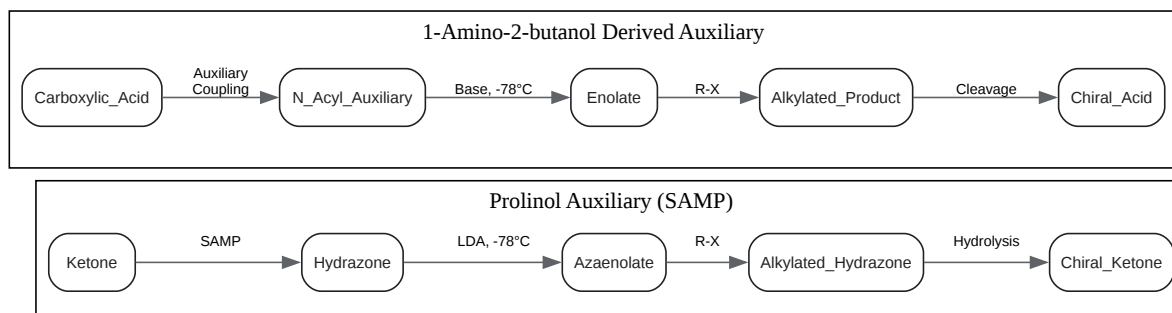 1-Amino-2-butanol Derived Auxiliary
Carboxylic_Acid
Auxiliary
Coupling
N_Acyl_Auxiliary
Base, -78°C
Enolate
R-X
Alkylated_Product
Cleavage
Chiral_Acid
Prolinol Auxiliary (SAMP)
Ketone
SAMP
Hydrazone
LDA, -78°C
Azaenolate
R-X
Alkylated_Hydrazone
Hydrolysis
Chiral_Ketone